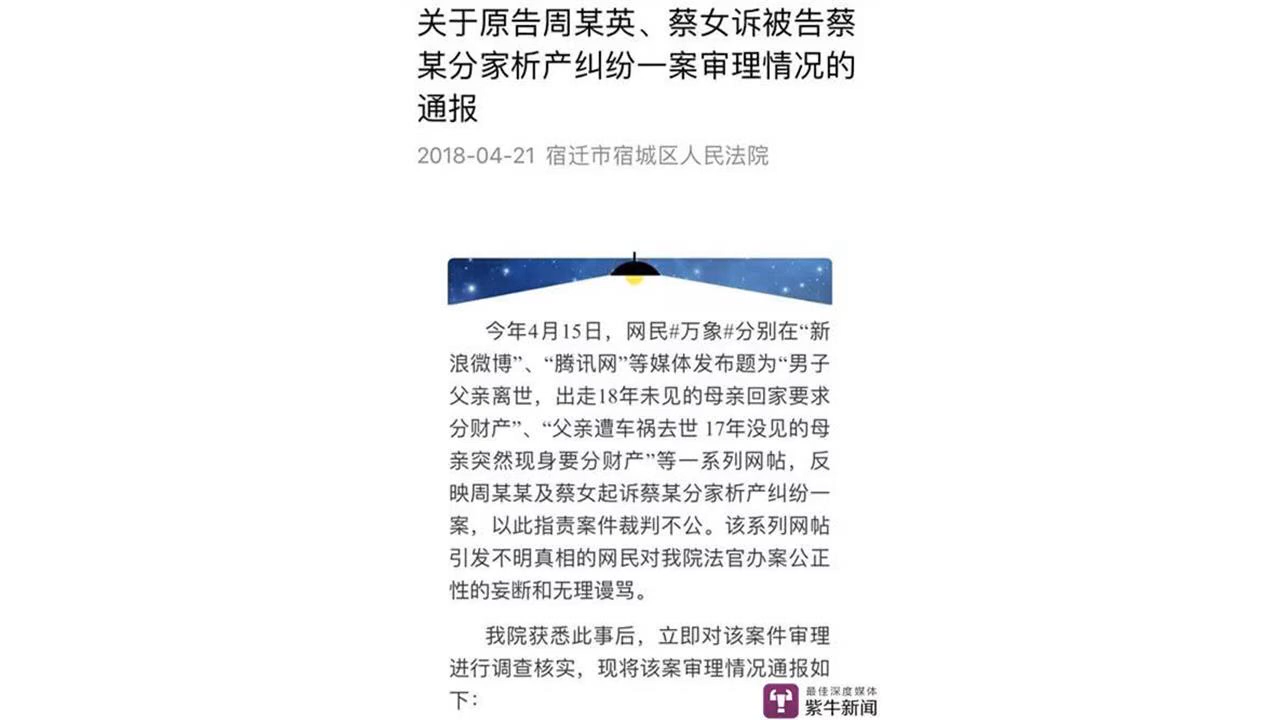 关于原告周某英、蔡女诉被告蔡
某分家析产纠纷一案审理情况的
通报
2018-04-21 宿迁市宿城区人民法院
今年4月15日，网民#万象#分别在“新
浪微博”、“腾讯网”等媒体发布题为“男子
父亲离世，出走18年未见的母亲回家要求
分财产”、“父亲遭车祸去世 17年没见的母
亲突然现身要分财产”等一系列网帖，反
映周某某及蔡女起诉蔡某分家析产纠纷一
案，以此指责案件裁判不公。该系列网帖
引发不明真相的网民对我院法官办案公正
性的妄断和无理谩骂。
我院获悉此事后，立即对该案件审理
进行调查核实，现将该案审理情况通报如
下：
最佳深度媒体
紫牛新闻